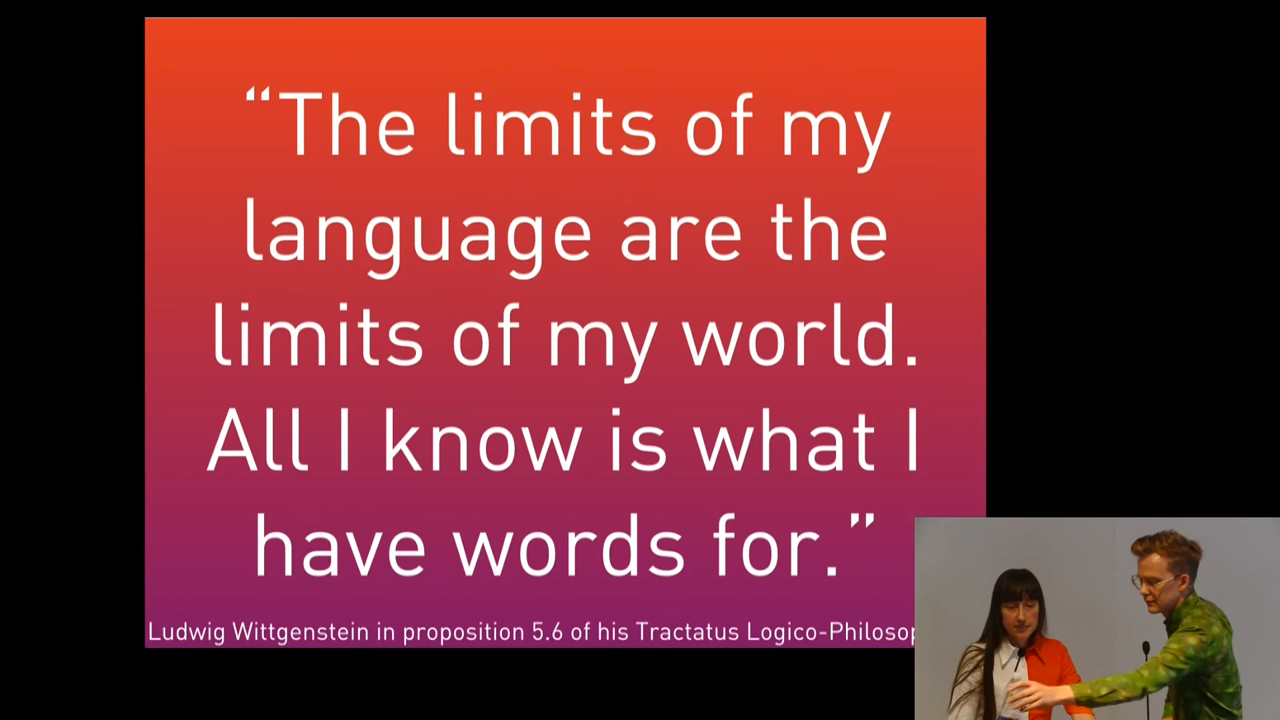 “The limits of my
language are the
limits of my world.
All I know is what I
have words for.”
Ludwig Wittgenstein in proposition 5.6 of his Tractatus Logico-Philosop